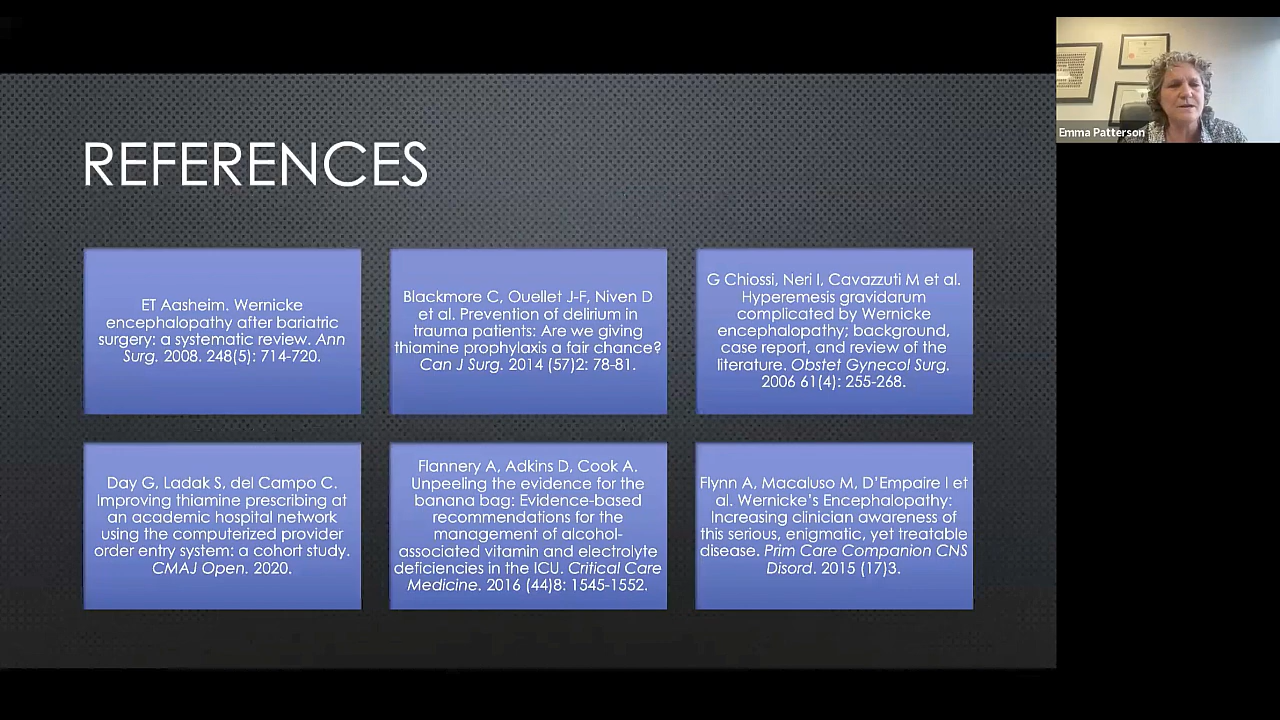 REFERENCES
ET Aasheim. Wernicke
encephalopathy after bariatric
surgery: a systematic review. Ann
Surg. 2008. 248(5): 714-720.
Blackmore C, Ouellet J-F, Niven D
et al. Prevention of delirium in
trauma patients: Are we giving
thiamine prophylaxis a fair chance?
Can J Surg. 2014 (57)2: 78-81.
G Chiossi, Neri I, Cavazzuti M et al.
Hyperemesis gravidarum
complicated by Wernicke
encephalopathy; background,
case report, and review of the
literature. Obstet Gynecol Surg.
2006 61(4): 255-268.
Day G, Ladak S, del Campo C.
Improving thiamine prescribing at
an academic hospital network
using the computerized provider
order entry system: a cohort study.
CMAJ Open. 2020.
Flannery A, Adkins D, Cook A.
Unpeeling the evidence for the
banana bag: Evidence-based
recommendations for the
management of alcohol-
associated vitamin and electrolyte
deficiencies in the ICU. Critical Care
Medicine. 2016 (44)8: 1545-1552.
Flynn A, Macaluso M, D'Empaire I et
al. Wernicke's Encephalopathy:
Increasing clinician awareness of
this serious, enigmatic, yet treatable
disease. Prim Care Companion CNS
Disord. 2015 (17)3.
Emma Patterson